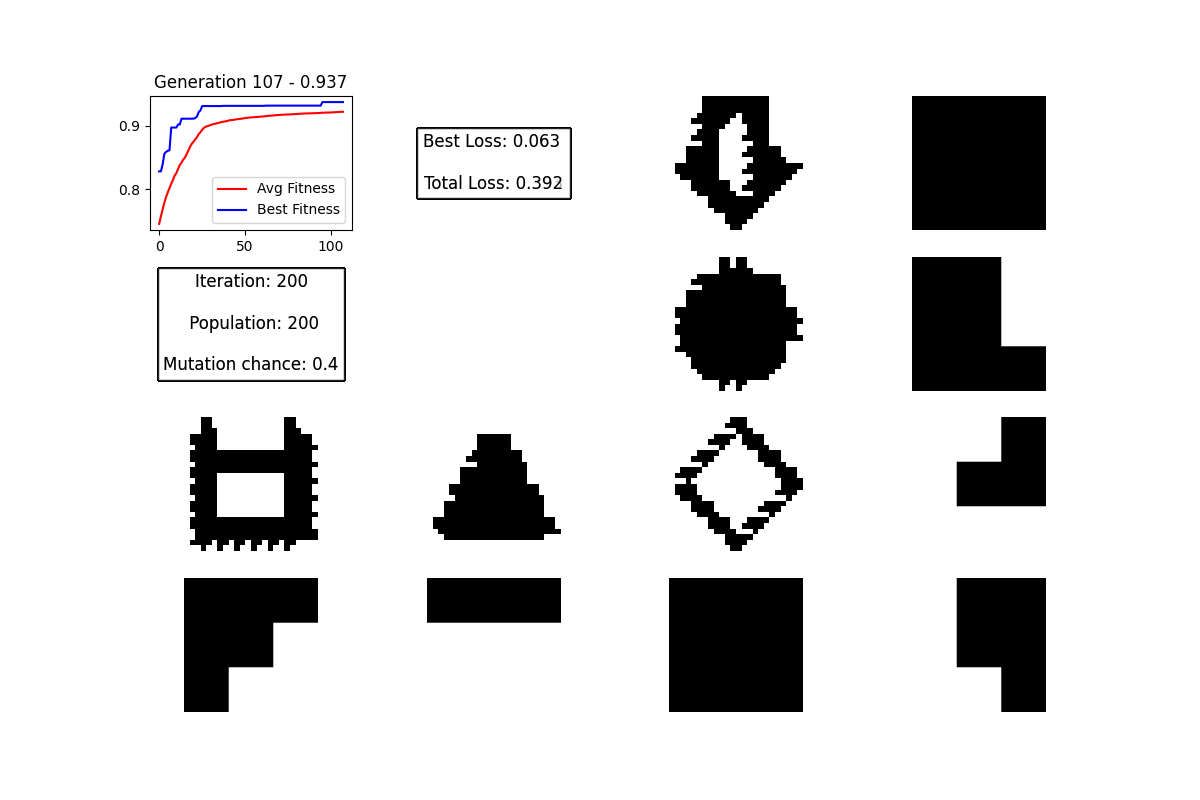 Generation 107 - 0.937
0.9
0.8
Avg Fitness
Best Fitness
0 50 100
Best Loss: 0.063
Total Loss: 0.392
Iteration: 200
Population: 200
Mutation chance: 0.4